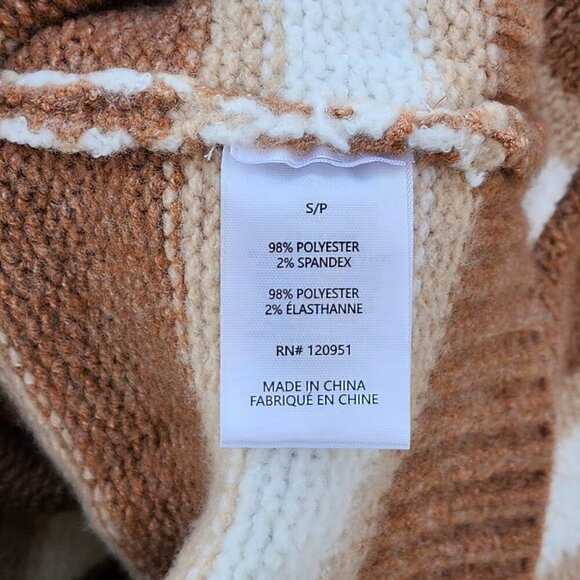 S/P
98% POLYESTER
2% SPANDEX
98% POLYESTER
2% ÉLASTHANNE
RN# 120951
MADE IN CHINA
FABRIQUÉ EN CHINE